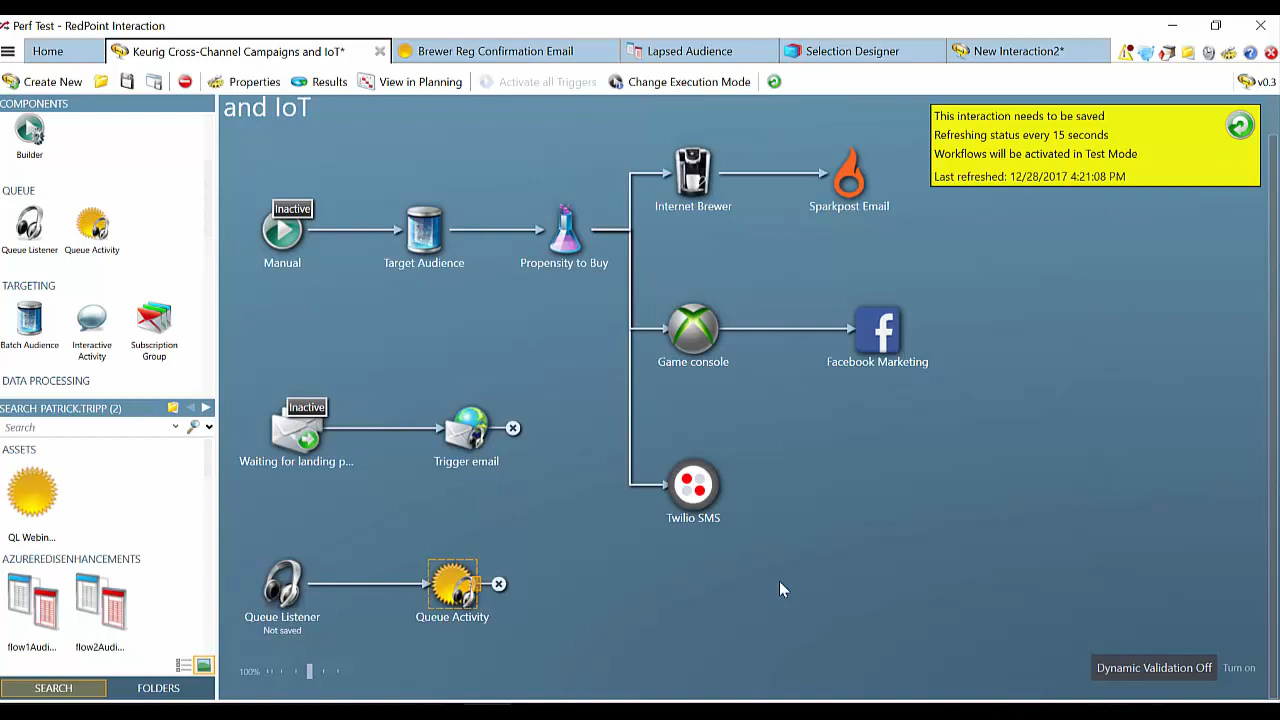 Perf Test - RedPoint Interaction
Home
Keurig Cross-Channel Campaigns and IoT*
Brewer Reg Confirmation Email
Lapsed Audience
Selection Designer
New Interaction2*
Create New
Properties
Results
View in Planning
Activate all Triggers
Change Execution Mode
v0.3
COMPONENTS
Builder
QUEUE
Queue Listener
Queue Activity
TARGETING
Batch Audience
Interactive Activity
Subscription Group
DATA PROCESSING
SEARCH PATRICK.TRIPP (2)
Search
ASSETS
QL Webin...
AZUREREDISENHANCEMENTS
flow1Audi...
flow2Audi...
SEARCH
FOLDERS
and IoT
This interaction needs to be saved
Refreshing status every 15 seconds
Workflows will be activated in Test Mode
Last refreshed: 12/28/2017 4:21:08 PM
Inactive
Manual
Target Audience
Propensity to Buy
Internet Brewer
Sparkpost Email
Game console
Facebook Marketing
Inactive
Waiting for landing p...
Trigger email
Twilio SMS
Queue Listener
Not saved
Queue Activity
100%
Dynamic Validation Off
Turn on